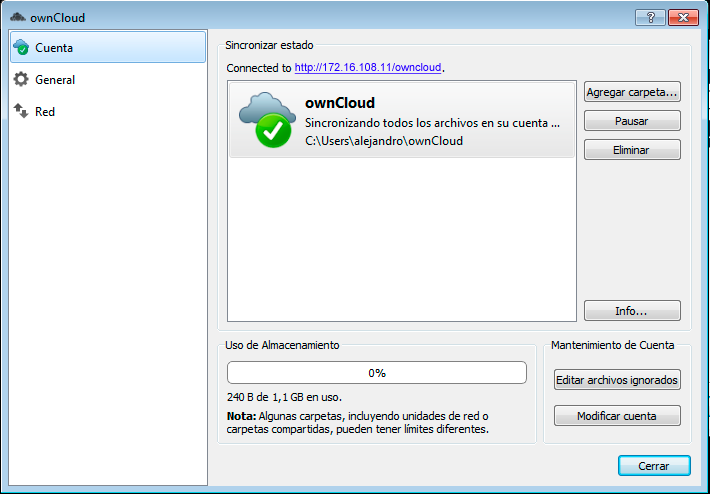 ownCloud
?
Cuenta
General
Red
Sincronizar estado
Connected to http://172.16.108.11/owncloud.
ownCloud
Sincronizando todos los archivos en su cuenta ...
C:\Users\alejandro\ownCloud
Agregar carpeta...
Pausar
Eliminar
Info...
Uso de Almacenamiento
0%
240 B de 1,1 GB en uso.
Nota: Algunas carpetas, incluyendo unidades de red o
carpetas compartidas, pueden tener límites diferentes.
Mantenimiento de Cuenta
Editar archivos ignorados
Modificar cuenta
Cerrar